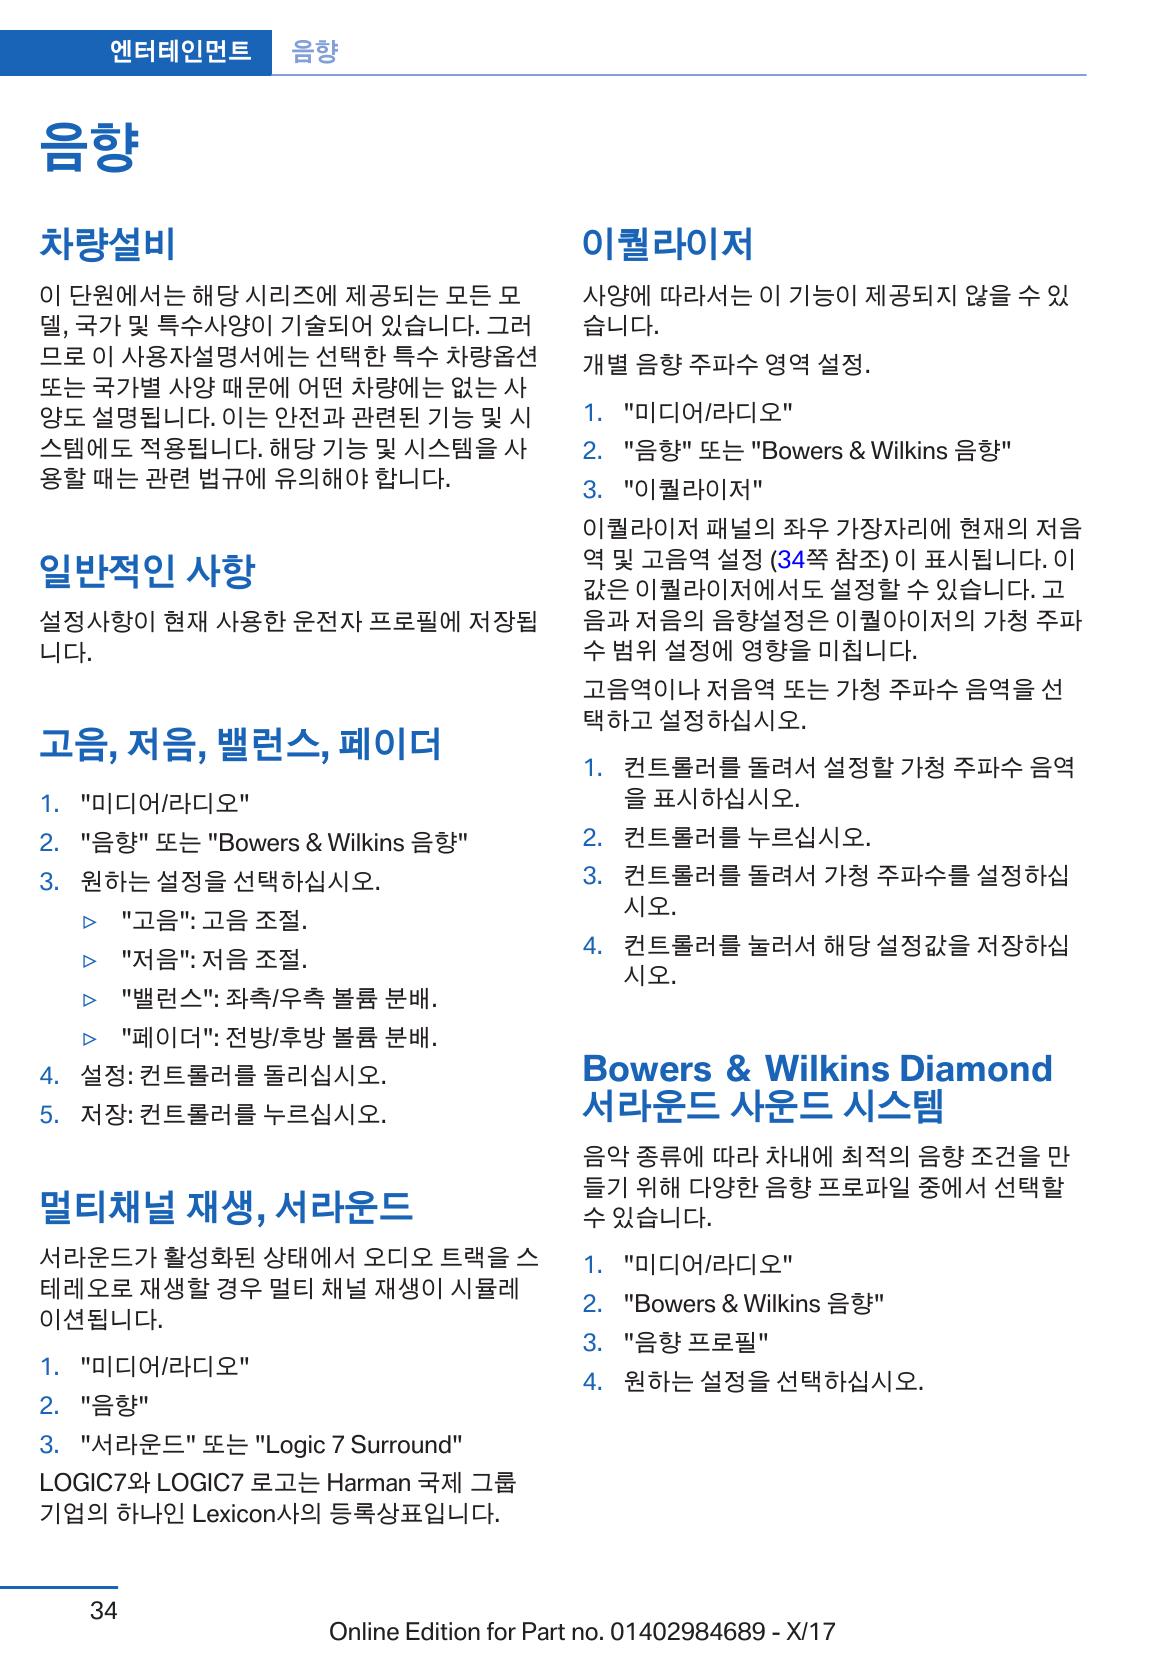 엔터테인먼트 음향
음향
차량설비
이 단원에서는 해당 시리즈에 제공되는 모든 모
델, 국가 및 특수사양이 기술되어 있습니다. 그러
므로 이 사용자설명서에는 선택한 특수 차량옵션
또는 국가별 사양 때문에 어떤 차량에는 없는 사
양도 설명됩니다. 이는 안전과 관련된 기능 및 시
스템에도 적용됩니다. 해당 기능 및 시스템을 사
용할 때는 관련 법규에 유의해야 합니다.
일반적인 사항
설정사항이 현재 사용한 운전자 프로필에 저장됩
니다.
고음, 저음, 밸런스, 페이더
1. "미디어/라디오"
2. "음향" 또는 "Bowers & Wilkins 음향"
3. 원하는 설정을 선택하십시오.
▷ "고음": 고음 조절.
▷ "저음": 저음 조절.
▷ "밸런스": 좌측/우측 볼륨 분배.
▷ "페이더": 전방/후방 볼륨 분배.
4. 설정: 컨트롤러를 돌리십시오.
5. 저장: 컨트롤러를 누르십시오.
멀티채널 재생, 서라운드
서라운드가 활성화된 상태에서 오디오 트랙을 스
테레오로 재생할 경우 멀티 채널 재생이 시뮬레
이션됩니다.
1. "미디어/라디오"
2. "음향"
3. "서라운드" 또는 "Logic 7 Surround"
LOGIC7와 LOGIC7 로고는 Harman 국제 그룹
기업의 하나인 Lexicon사의 등록상표입니다.
이퀄라이저
사양에 따라서는 이 기능이 제공되지 않을 수 있
습니다.
개별 음향 주파수 영역 설정.
1. "미디어/라디오"
2. "음향" 또는 "Bowers & Wilkins 음향"
3. "이퀄라이저"
이퀄라이저 패널의 좌우 가장자리에 현재의 저음
역 및 고음역 설정 (34쪽 참조) 이 표시됩니다. 이
값은 이퀄라이저에서도 설정할 수 있습니다. 고
음과 저음의 음향설정은 이퀄아이저의 가청 주파
수 범위 설정에 영향을 미칩니다.
고음역이나 저음역 또는 가청 주파수 음역을 선
택하고 설정하십시오.
1. 컨트롤러를 돌려서 설정할 가청 주파수 음역
을 표시하십시오.
2. 컨트롤러를 누르십시오.
3. 컨트롤러를 돌려서 가청 주파수를 설정하십
시오.
4. 컨트롤러를 눌러서 해당 설정값을 저장하십
시오.
Bowers & Wilkins Diamond
서라운드 사운드 시스템
음악 종류에 따라 차내에 최적의 음향 조건을 만
들기 위해 다양한 음향 프로파일 중에서 선택할
수 있습니다.
1. "미디어/라디오"
2. "Bowers & Wilkins 음향"
3. "음향 프로필"
4. 원하는 설정을 선택하십시오.
34
Online Edition for Part no. 01402984689 - X/17